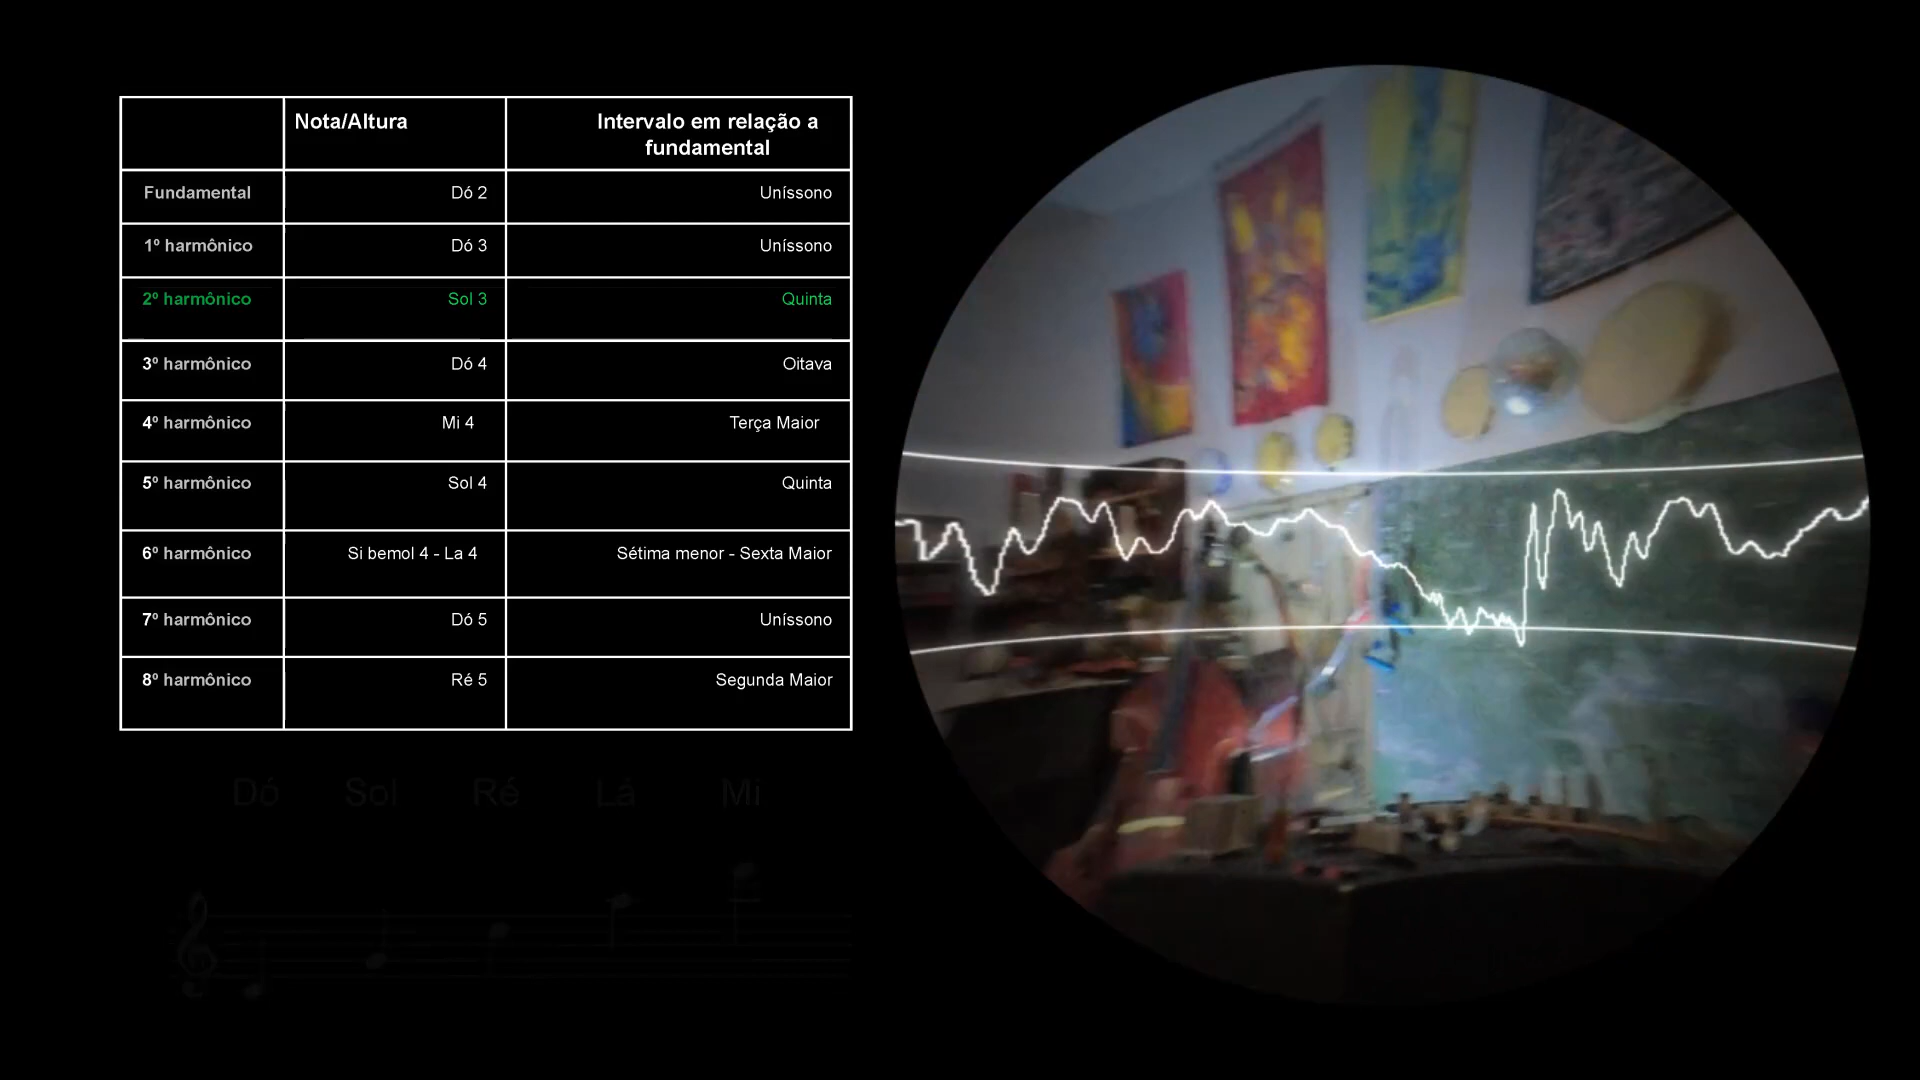 Nota/Altura Intervalo em relação a
fundamental
Fundamental Dó 2 Uníssono
1º harmônico Dó 3 Uníssono
2º harmônico Sol 3 Quinta
3º harmônico Dó 4 Oitava
4º harmônico Mi 4 Terça Maior
5º harmônico Sol 4 Quinta
6º harmônico Si bemol 4 - La 4 Sétima menor - Sexta Maior
7º harmônico Dó 5 Uníssono
8º harmônico Ré 5 Segunda Maior
Dó Sol Ré Lá Mi